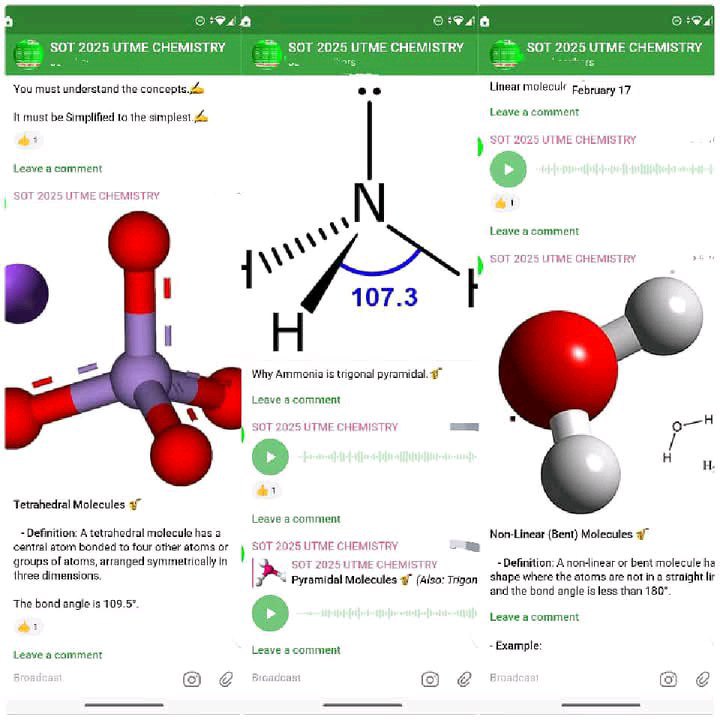 SOT 2025 UTME CHEMISTRY
You must understand the concepts.✍️
It must be Simplified to the simplest.✍️
👍 1
Leave a comment
SOT 2025 UTME CHEMISTRY
Tetrahedral Molecules
- Definition: A tetrahedral molecule has a
central atom bonded to four other atoms or
groups of atoms, arranged symmetrically in
three dimensions.
The bond angle is 109.5°.
👍 1
Leave a comment
Broadcast
SOT 2025 UTME CHEMISTRY
N
H
H
H
107.3
Why Ammonia is trigonal pyramidal.
Leave a comment
SOT 2025 UTME CHEMISTRY
👍 1
Leave a comment
SOT 2025 UTME CHEMISTRY
SOT 2025 UTME CHEMISTRY
Pyramidal Molecules (Also: Trigon
Leave a comment
Broadcast
SOT 2025 UTME CHEMISTRY
Linear molecul
February 17
Leave a comment
SOT 2025 UTME CHEMISTRY
👍 1
Leave a comment
SOT 2025 UTME CHEMISTRY
O
H
H
H
Non-Linear (Bent) Molecules
- Definition: A non-linear or bent molecule ha
shape where the atoms are not in a straight lin
and the bond angle is less than 180°.
Leave a comment
- Example:
Broadcast